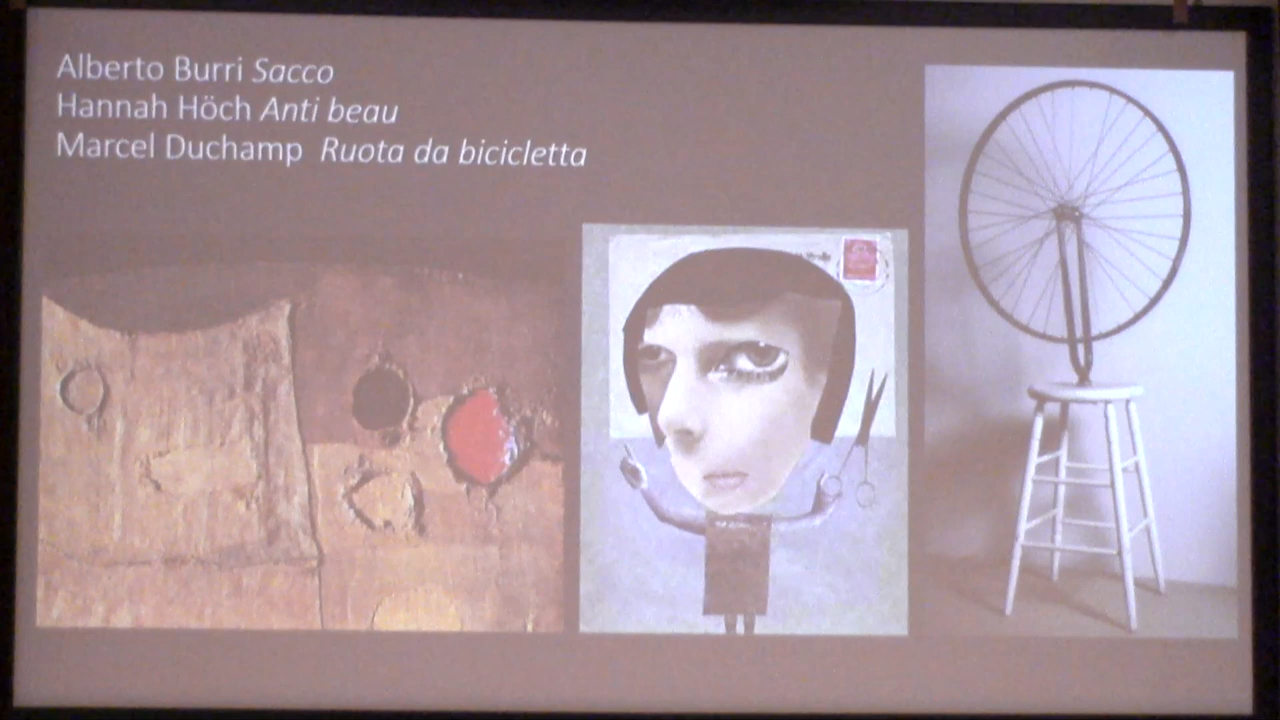 Alberto Burri Sacco
Hannah Höch Anti beau
Marcel Duchamp Ruota da bicicletta